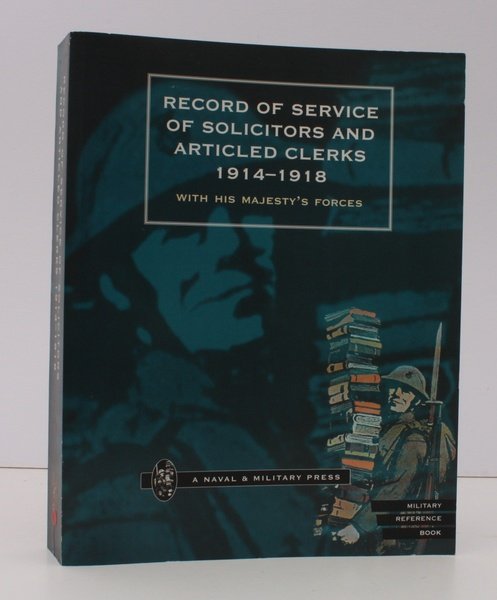 RECORD OF SERVICE
OF SOLICITORS AND
ARTICLED CLERKS
1914–1918
WITH HIS MAJESTY'S FORCES
A NAVAL & MILITARY PRESS
MILITARY
REFERENCE
BOOK